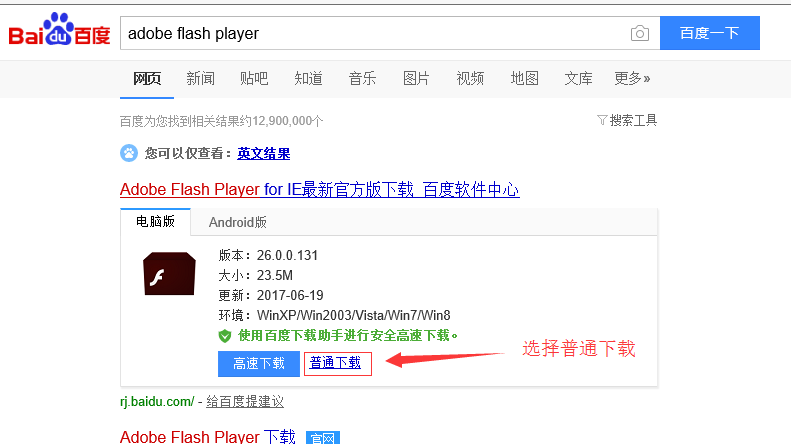 Bai du 百度 adobe flash player 百度一下
网页 新闻 贴吧 知道 音乐 图片 视频 地图 文库 更多»
百度为您找到相关结果约12,900,000个 搜索工具
您可以仅查看：英文结果
Adobe Flash Player for IE最新官方版下载_百度软件中心
电脑版 Android版
版本：26.0.0.131
大小：23.5M
更新：2017-06-19
环境：WinXP/Win2003/Vista/Win7/Win8
使用百度下载助手进行安全高速下载。
高速下载 普通下载 选择普通下载
rj.baidu.com/ - 给百度提建议
Adobe Flash Player 下载 官网